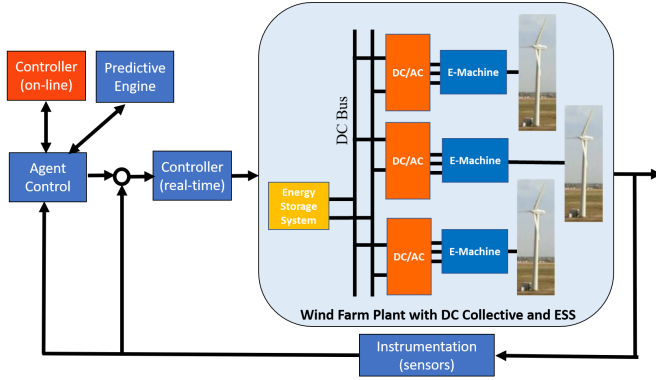 Controller
(on-line)
Predictive
Engine
Agent
Control
Controller
(real-time)
Energy
Storage
System
DC Bus
DC/AC
E-Machine
DC/AC
E-Machine
DC/AC
E-Machine
Wind Farm Plant with DC Collective and ESS
Instrumentation
(sensors)